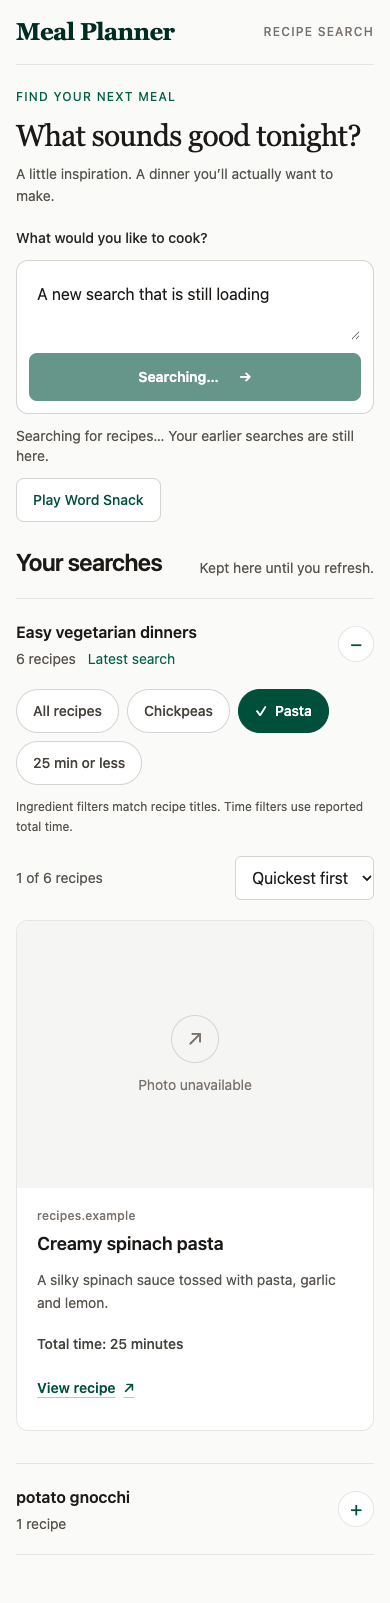 Meal Planner
RECIPE SEARCH
FIND YOUR NEXT MEAL
What sounds good tonight?
A little inspiration. A dinner you’ll actually want to
make.
What would you like to cook?
A new search that is still loading
Searching... →
Searching for recipes... Your earlier searches are still
here.
Play Word Snack
Your searches
Kept here until you refresh.
Easy vegetarian dinners
6 recipes Latest search
All recipes
Chickpeas
✓ Pasta
25 min or less
Ingredient filters match recipe titles. Time filters use reported
total time.
1 of 6 recipes
Quickest first
Photo unavailable
recipes.example
Creamy spinach pasta
A silky spinach sauce tossed with pasta, garlic
and lemon.
Total time: 25 minutes
View recipe ↗
potato gnocchi
1 recipe